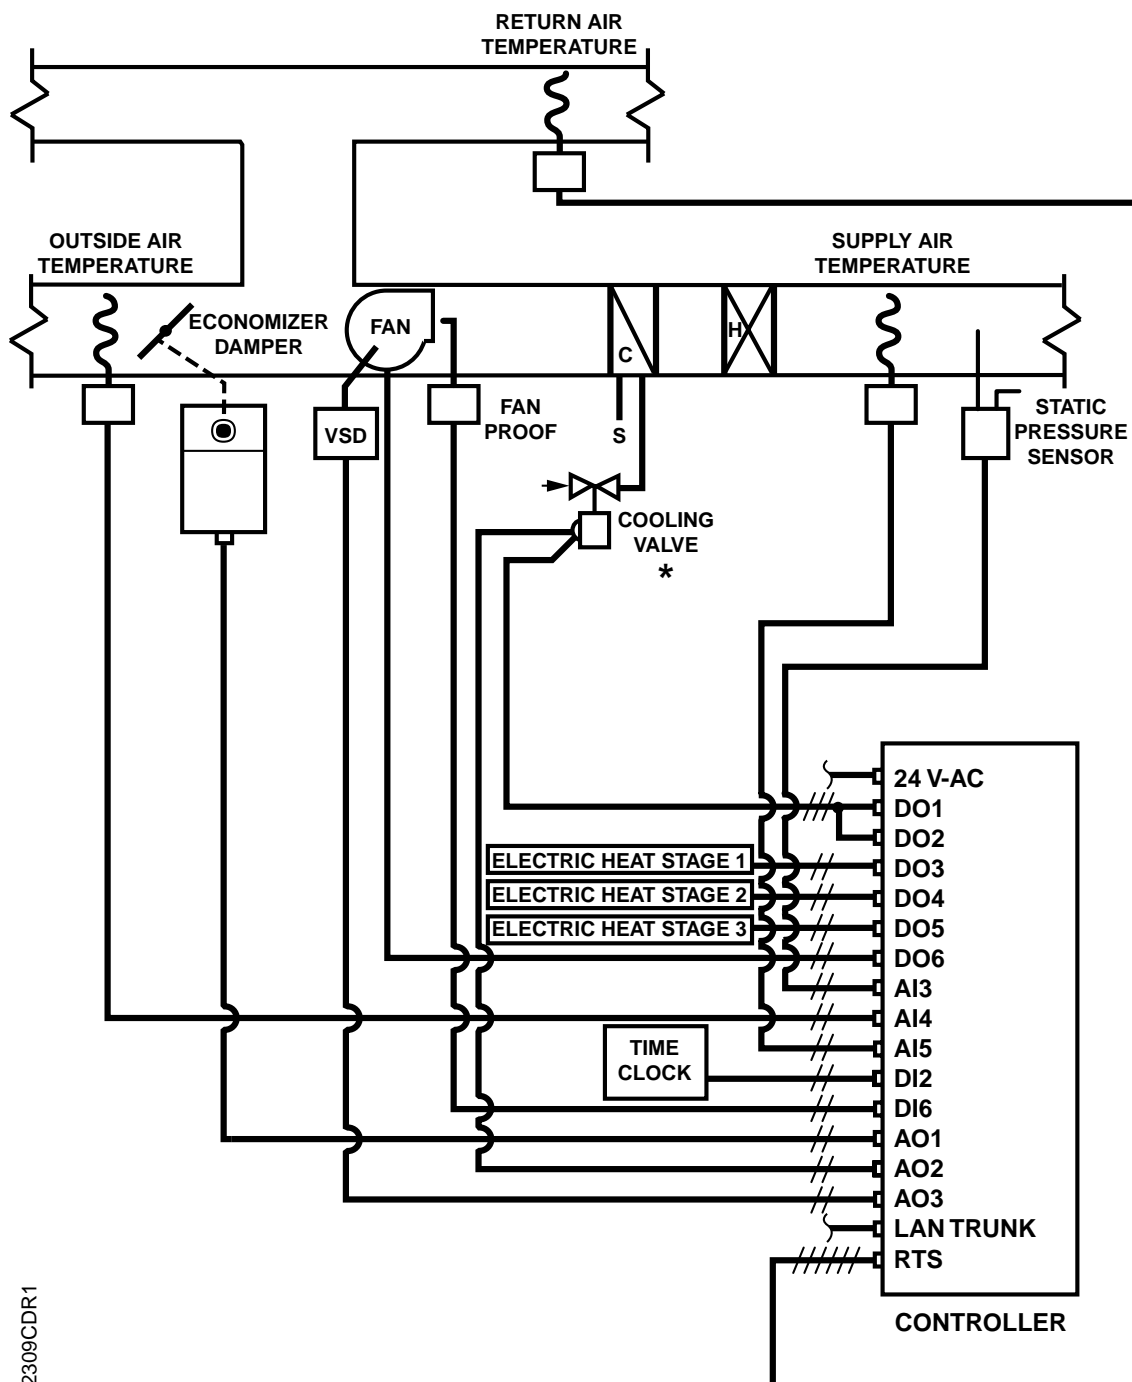 RETURN AIR
TEMPERATURE
OUTSIDE AIR
TEMPERATURE
SUPPLY AIR
TEMPERATURE
ECONOMIZER
DAMPER
FAN
C
H
VSD
FAN
PROOF
S
STATIC
PRESSURE
SENSOR
COOLING
VALVE
*
24 V-AC
DO1
DO2
ELECTRIC HEAT STAGE 1
DO3
ELECTRIC HEAT STAGE 2
DO4
ELECTRIC HEAT STAGE 3
DO5
DO6
AI3
AI4
TIME
CLOCK
AI5
DI2
DI6
AO1
AO2
AO3
LAN TRUNK
RTS
CONTROLLER
2309CDR1